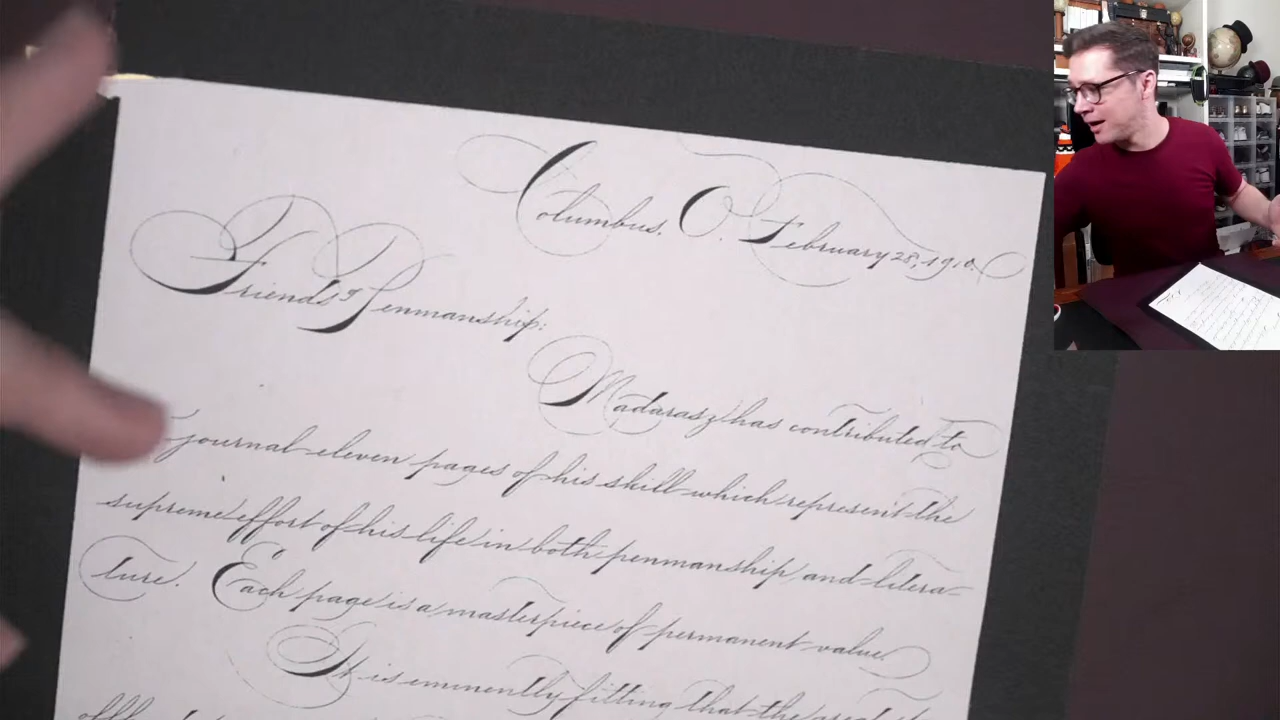 Columbus, O. February 28, 1910.
Friends of Penmanship:
Madarasz has contributed to
journal eleven pages of his skill which represent the
supreme effort of his life in both penmanship and litera-
ture. Each page is a masterpiece of permanent value.
It is eminently fitting that the great